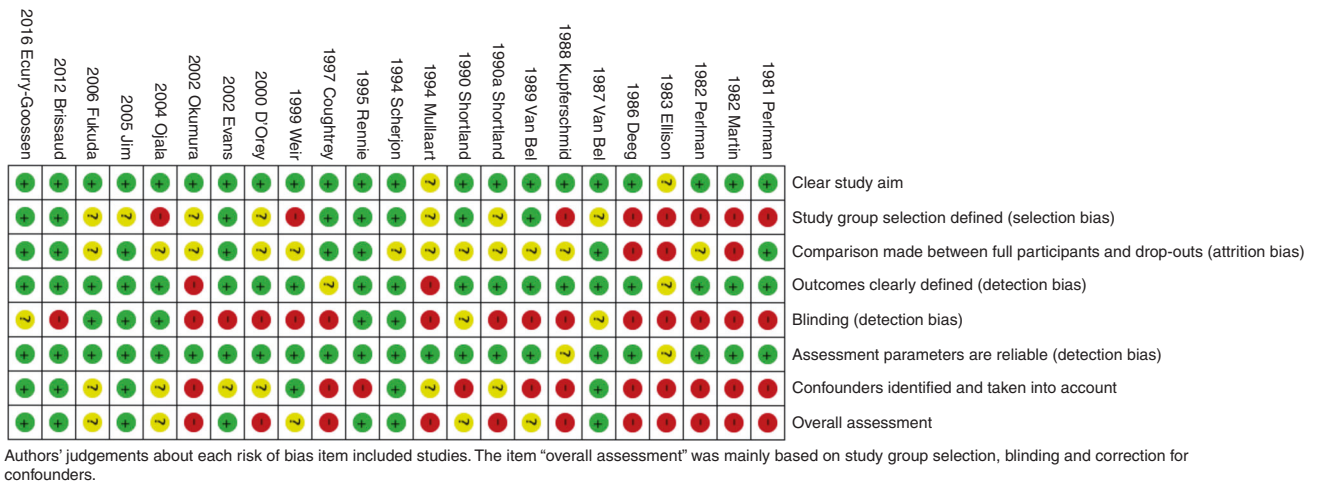 2016 Ecury-Goossen
2012 Brissaud
2006 Fukuda
2005 Jim
2004 Ojala
2002 Okumura
2002 Evans
2000 D'Orey
1999 Weir
1997 Coughtrey
1995 Rennie
1994 Scherjon
1994 Mullaart
1990 Shortland
1990a Shortland
1989 Van Bel
1988 Kupferschmid
1987 Van Bel
1986 Deeg
1983 Ellison
1982 Perlman
1982 Martin
1981 Perlman
+ + + + + + + + + + + + ? + + + + + + ? + + + Clear study aim
+ + ? ? - ? + ? - + + + ? + ? + - ? - - - - - Study group selection defined (selection bias)
+ + ? + ? ? + ? ? + + ? ? ? ? ? ? + - - ? - + Comparison made between full participants and drop-outs (attrition bias)
+ + + + + - + + + ? + + - + + + + + + ? + + + Outcomes clearly defined (detection bias)
? - + + + - - - - - + + - ? - - - ? - - - - - Blinding (detection bias)
+ + + + + + + + + + + + + + + + ? + + ? + + + Assessment parameters are reliable (detection bias)
+ + ? + ? - ? ? + - - + ? - ? - - + - - - - - Confounders identified and taken into account
+ + ? + ? - + - ? - + + - ? - ? - + - - - - - Overall assessment
Authors' judgements about each risk of bias item included studies. The item “overall assessment” was mainly based on study group selection, blinding and correction for
confounders.